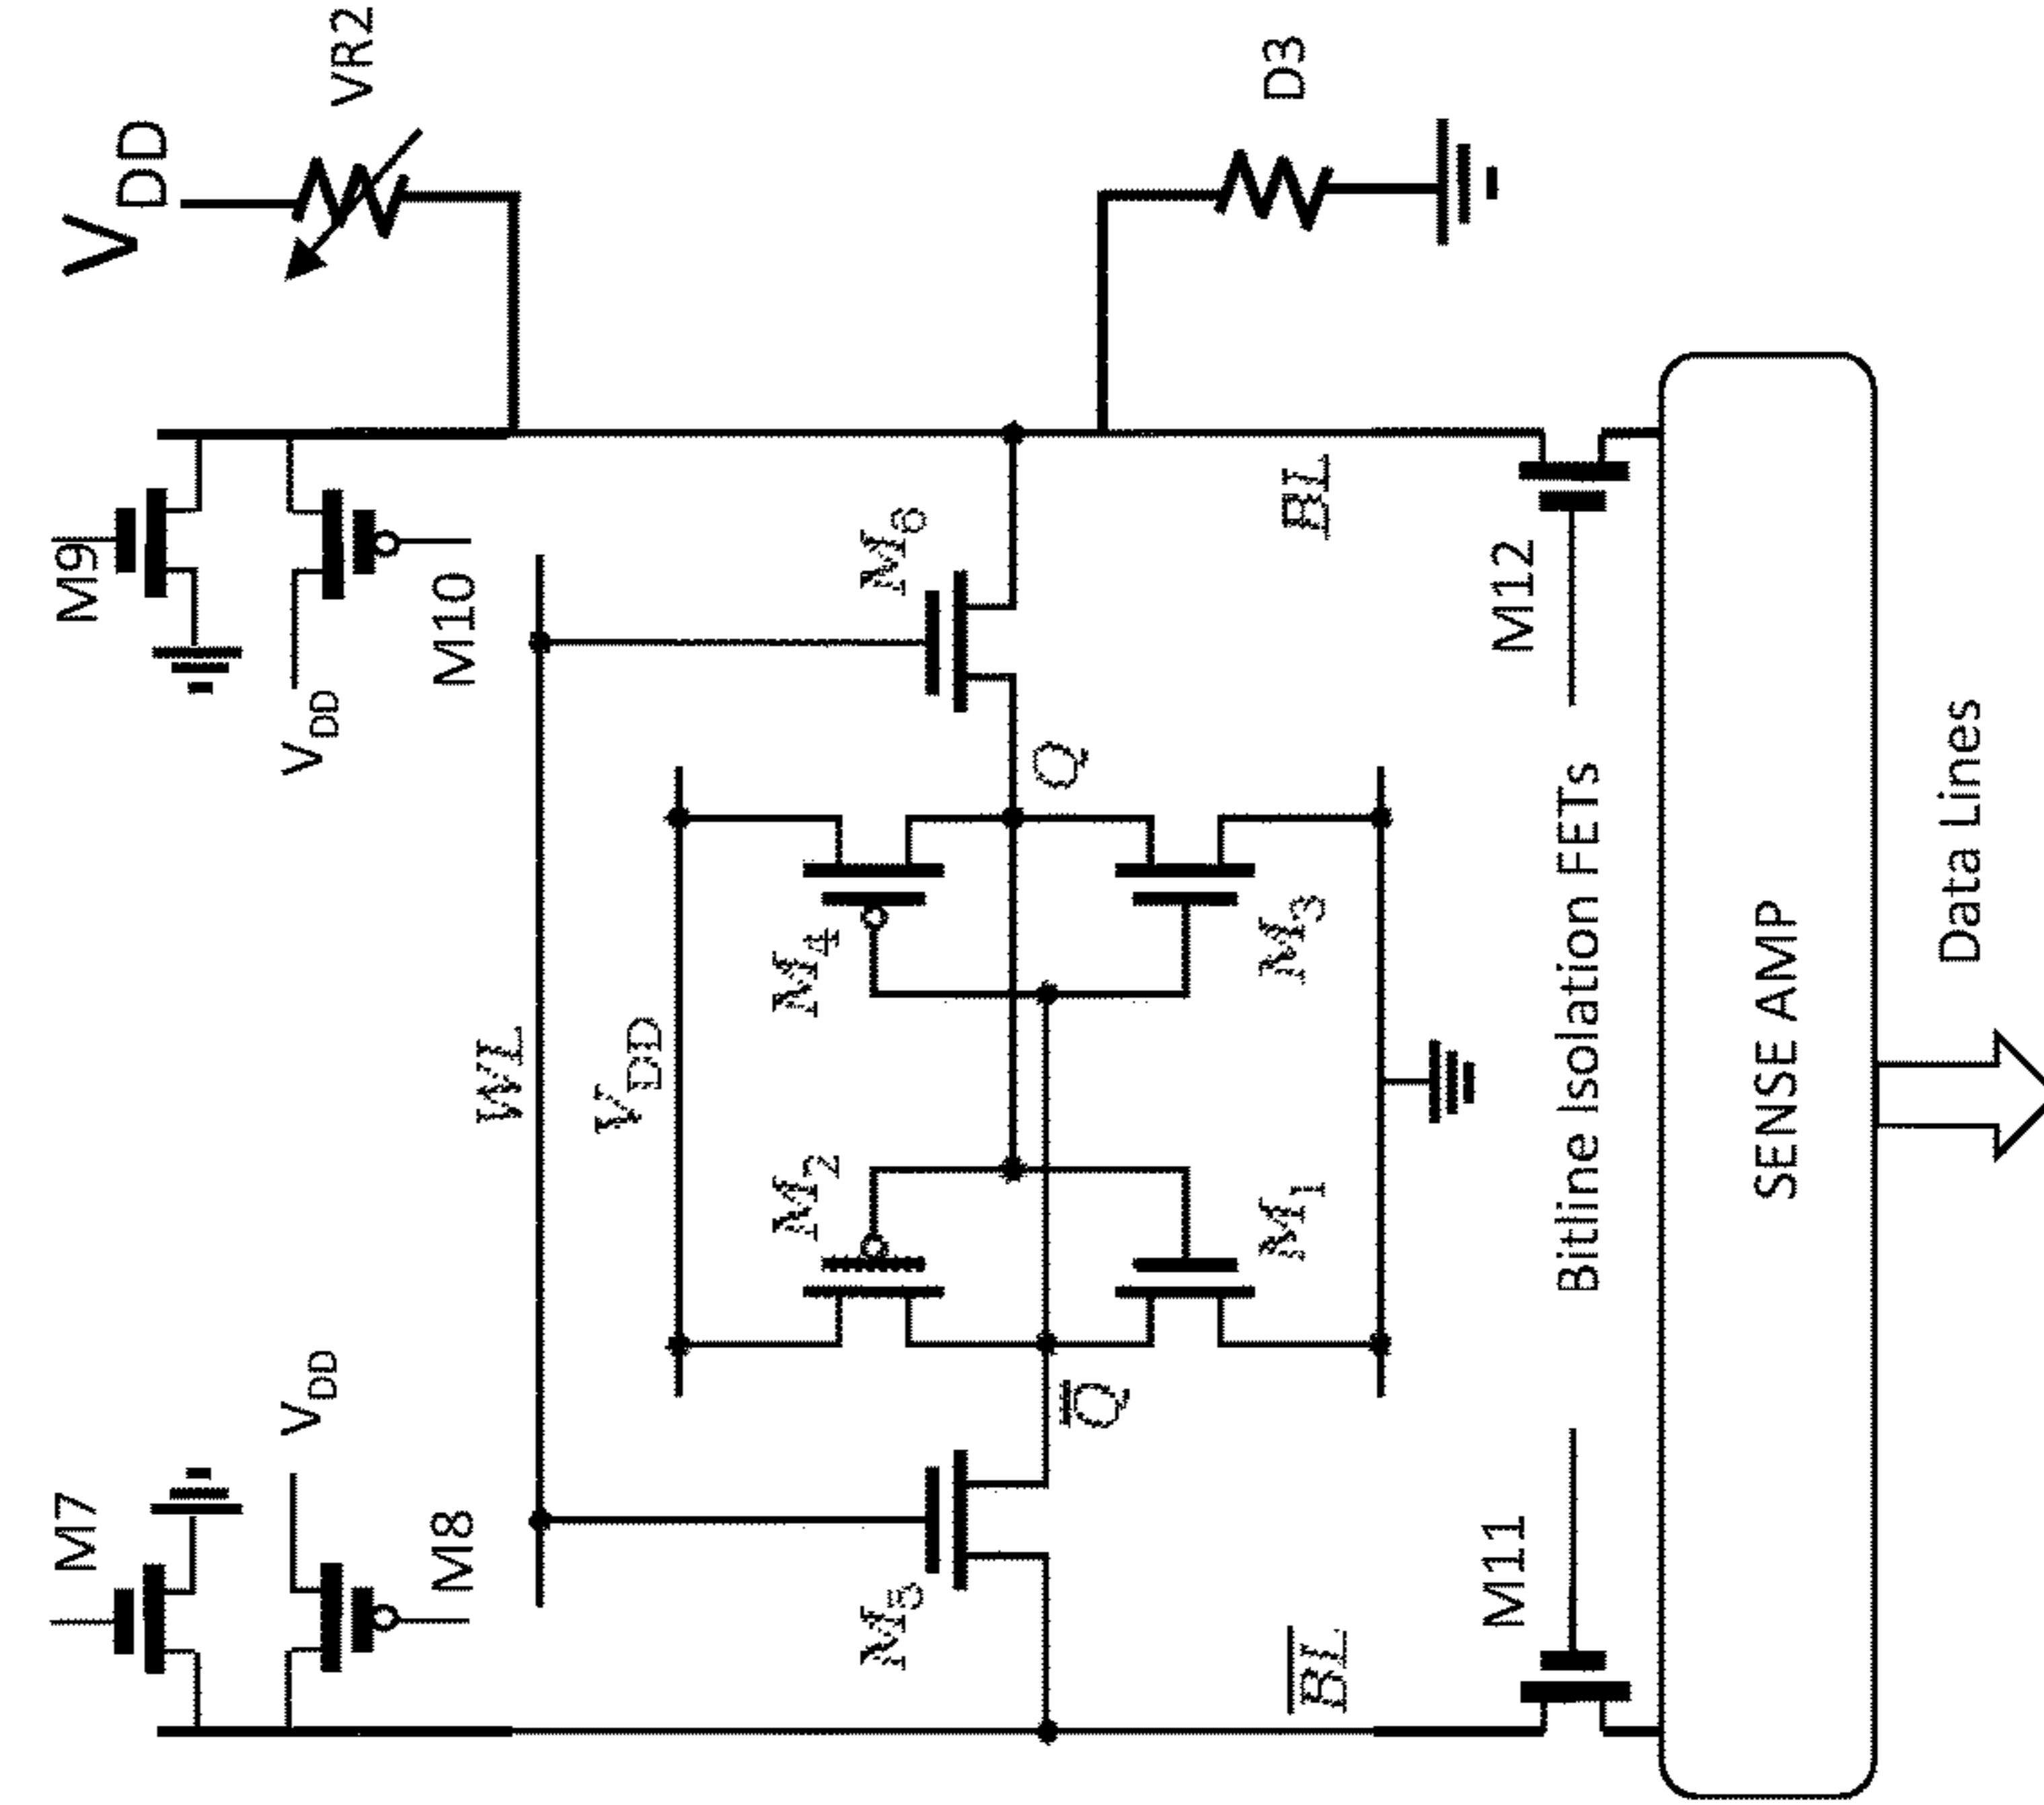 M7
M9
VDD
VDD
VDD
VR2
M8
M10
WL
VDD
M2
M4
M5
M6
Q
Q̅
M1
M3
D3
B̅L̅
BL
M11
M12
Bitline Isolation FETs
SENSE AMP
Data Lines